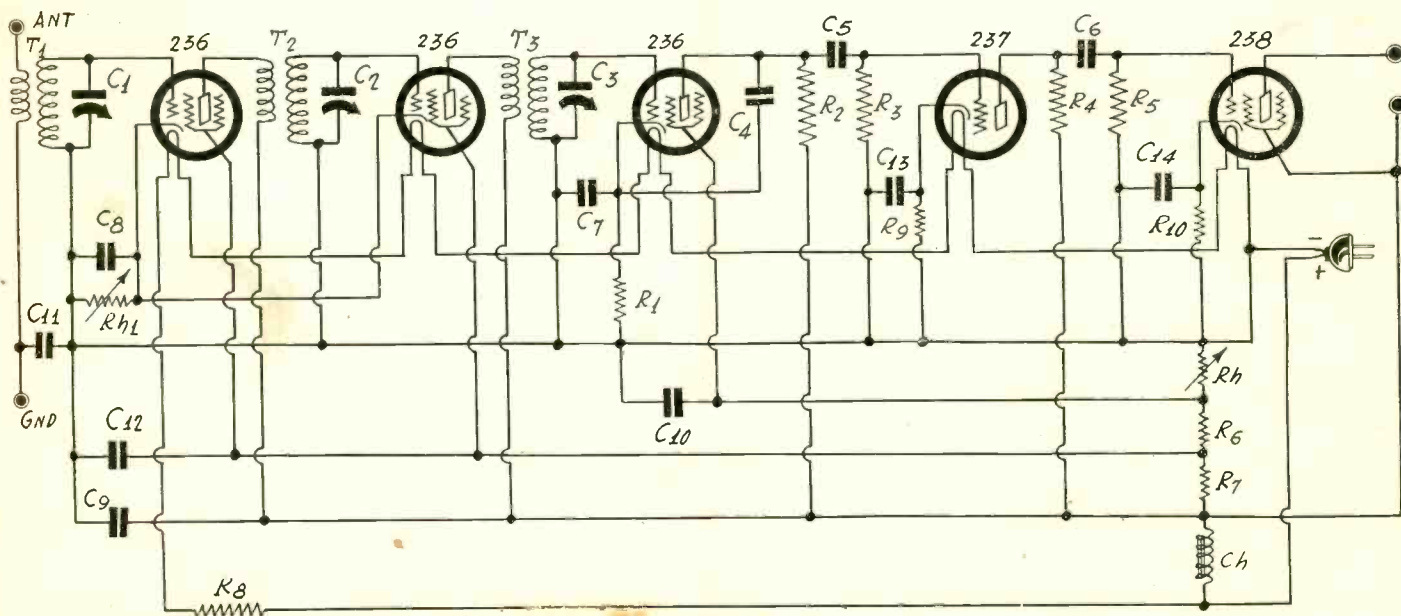 ANT
T1
C1
236
T2
C2
236
T3
C3
236
C4
R2
C5
R3
237
R4
C6
R5
238
C8
Rh1
C7
R1
C13
R9
C14
R10
−
+
C11
GND
C12
C9
C10
Rh
R6
R7
Ch
R8